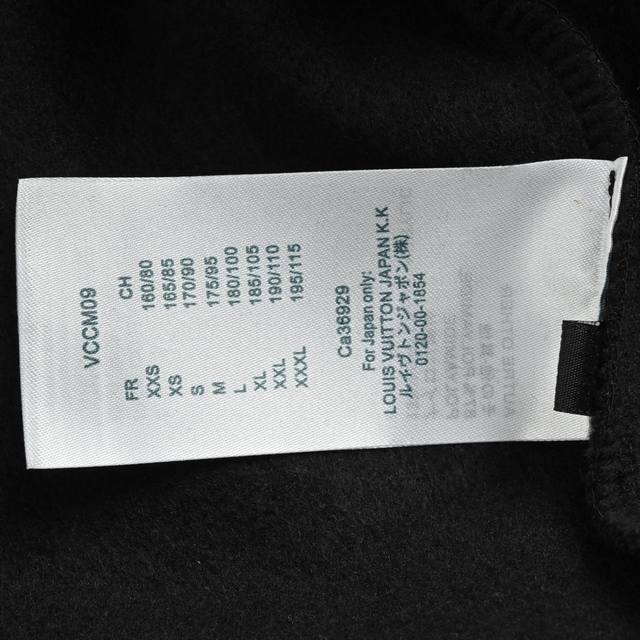 VCCM09
FR CH
XXS 160/80
XS 165/85
S 170/90
M 175/95
L 180/100
XL 185/105
XXL 190/110
XXXL 195/115
Ca36929
For Japan only:
LOUIS VUITTON JAPAN K.K
ルイ.ヴィトンジャポン(株)
0120-00-1854